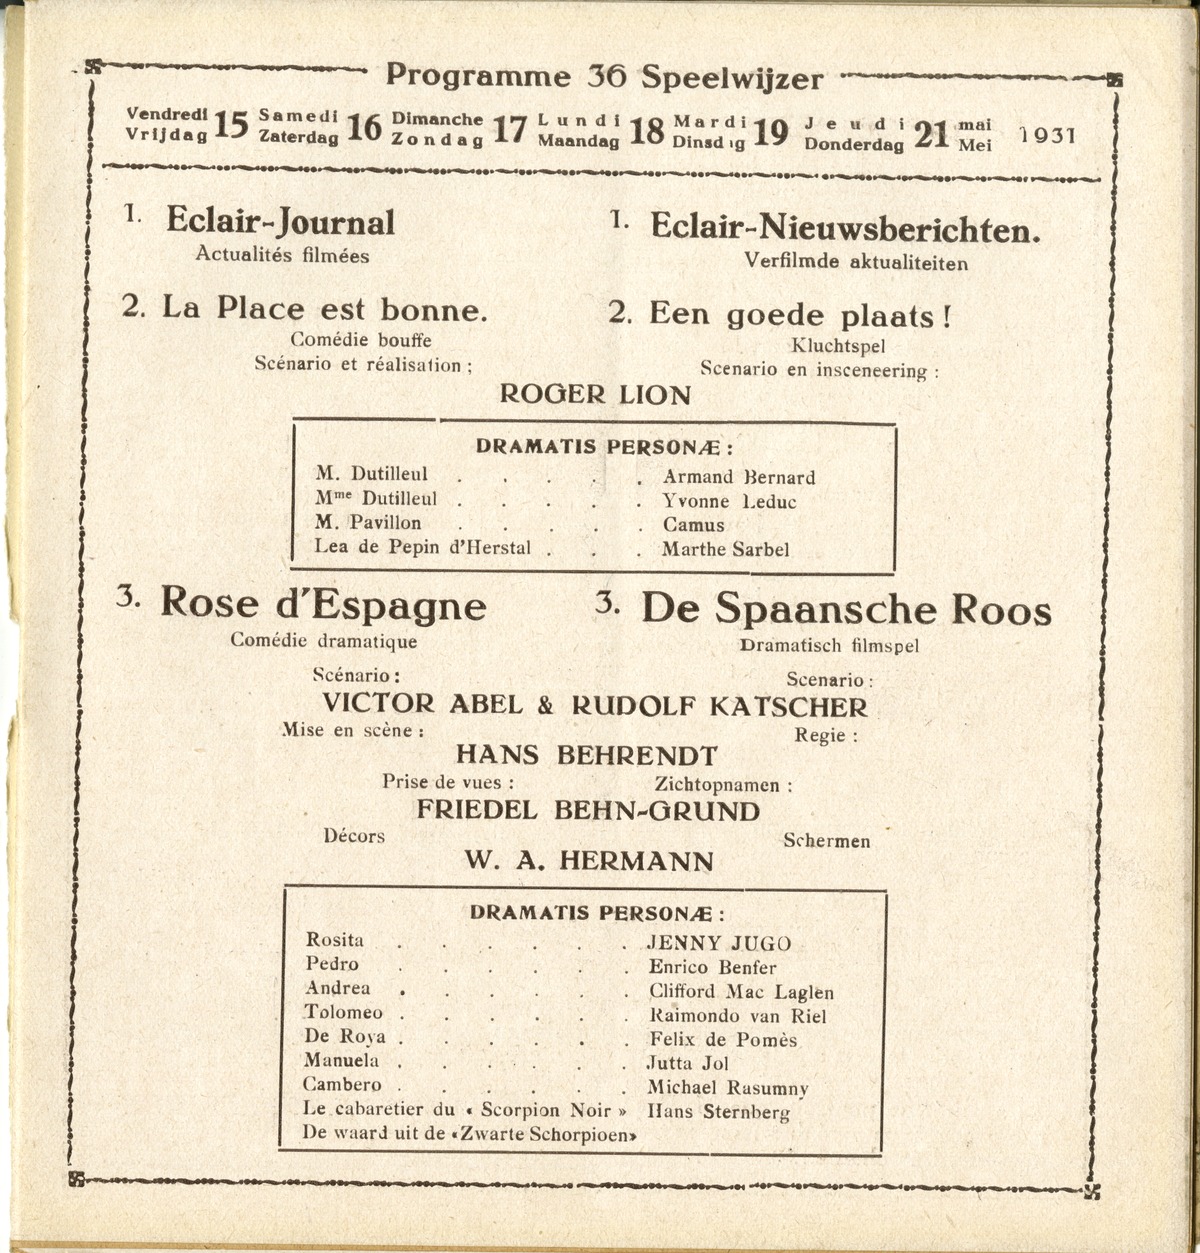 Programme 36 Speelwijzer
Vendredi Vrijdag 15 Samedi Zaterdag 16 Dimanche Zondag 17 Lundi Maandag 18 Mardi Dinsdig 19 Jeudi Donderdag 21 mai Mei 1931
1. Eclair-Journal
Actualités filmées
1. Eclair-Nieuwsberichten.
Verfilmde aktualiteiten
2. La Place est bonne.
Comédie bouffe
Scénario et réalisation ;
2. Een goede plaats !
Kluchtspel
Scenario en insceneering :
ROGER LION
DRAMATIS PERSONÆ :
M. Dutilleul . . . . . Armand Bernard
Mme Dutilleul . . . . . Yvonne Leduc
M. Pavillon . . . . . Camus
Lea de Pepin d'Herstal . . . Marthe Sarbel
3. Rose d'Espagne
Comédie dramatique
3. De Spaansche Roos
Dramatisch filmspel
Scénario : Scenario :
VICTOR ABEL & RUDOLF KATSCHER
Mise en scène : Regie :
HANS BEHRENDT
Prise de vues : Zichtopnamen :
FRIEDEL BEHN-GRUND
Décors Schermen
W. A. HERMANN
DRAMATIS PERSONÆ :
Rosita . . . . . . JENNY JUGO
Pedro . . . . . . Enrico Benfer
Andrea . . . . . . Clifford Mac Laglen
Tolomeo . . . . . . Raimondo van Riel
De Roya . . . . . . Felix de Pomès
Manuela . . . . . . Jutta Jol
Cambero . . . . . . Michael Rasumny
Le cabaretier du « Scorpion Noir » Hans Sternberg
De waard uit de «Zwarte Schorpioen»